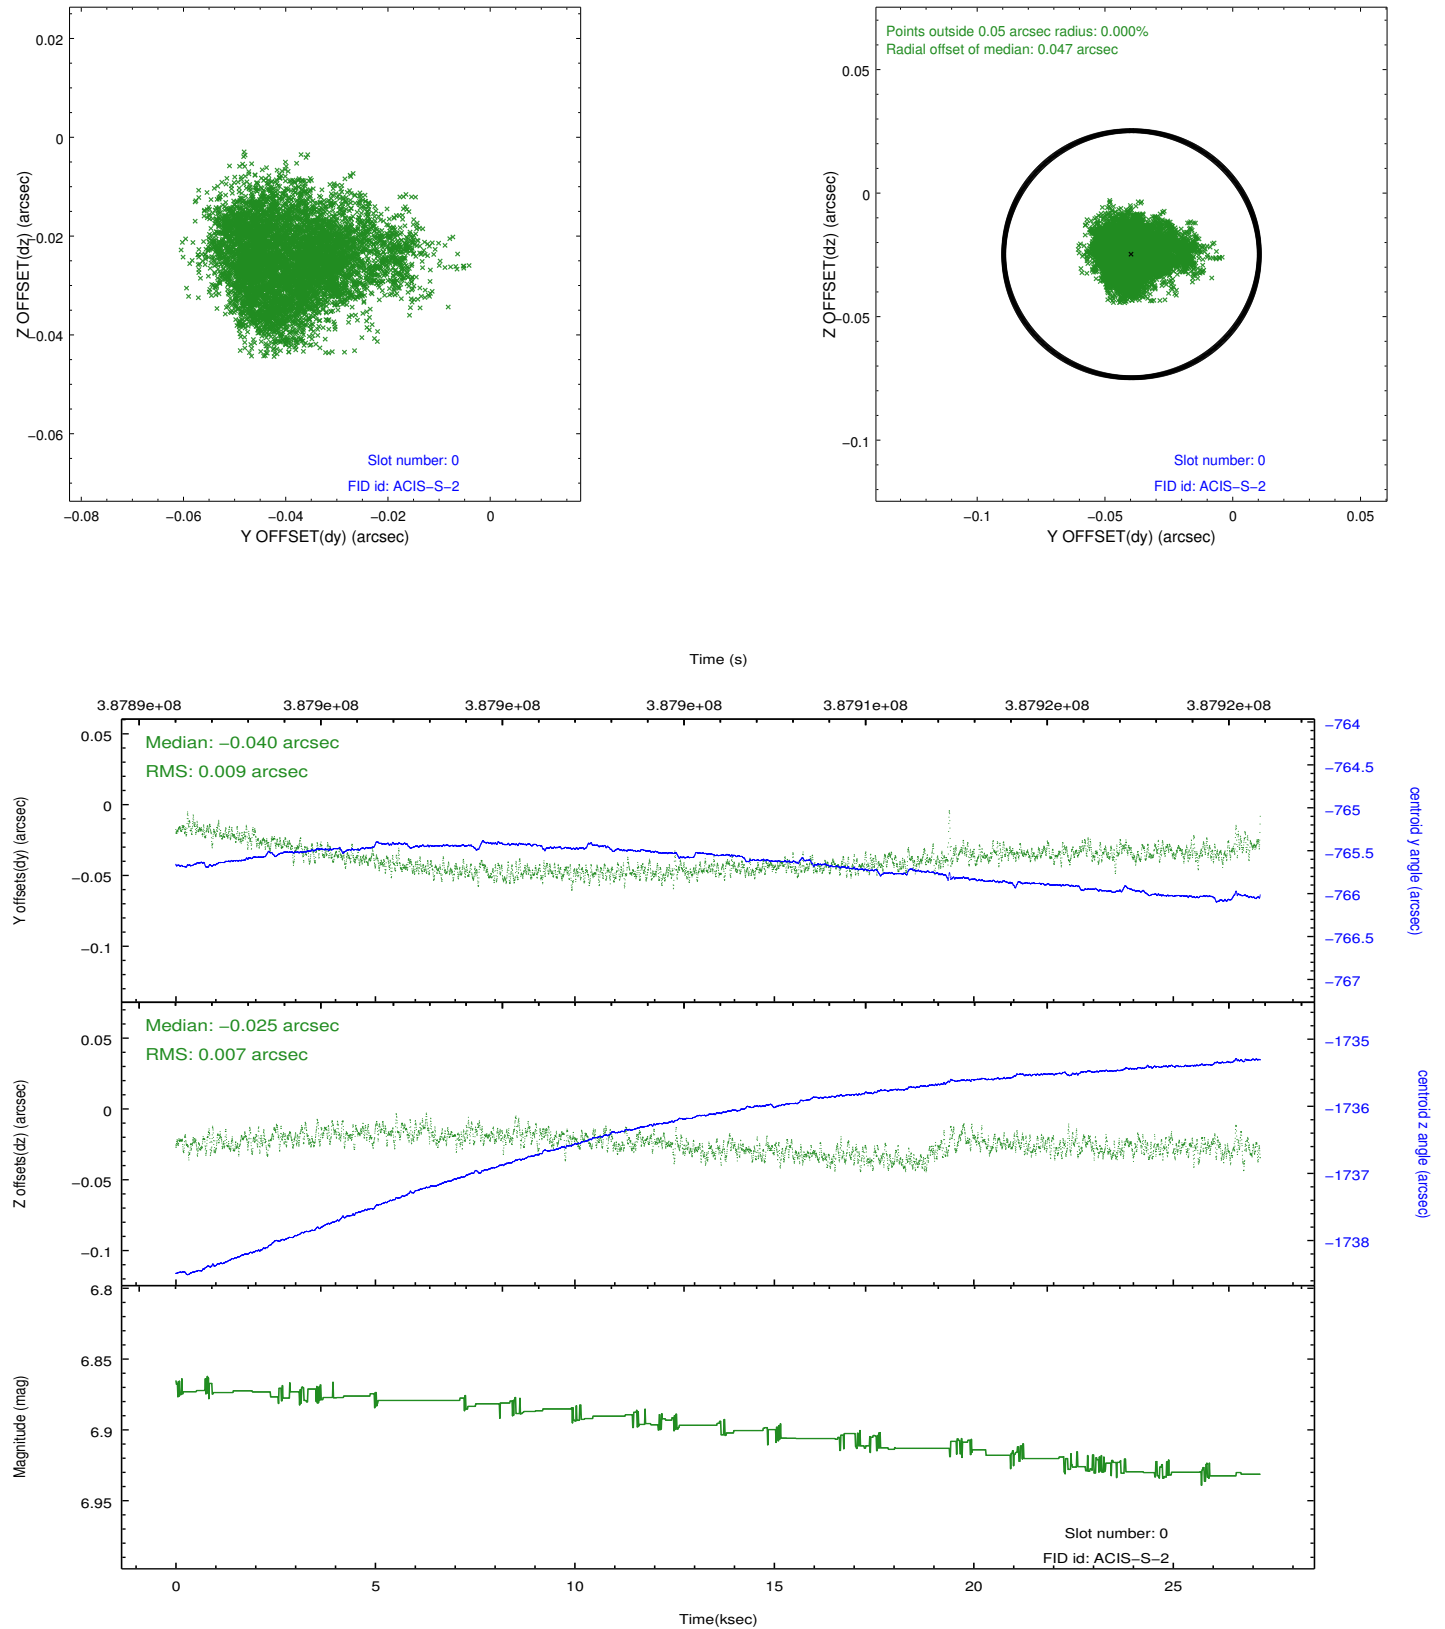 0.02
0
−0.02
−0.04
−0.06
Z OFFSET(dz) (arcsec)
Slot number: 0
FID id: ACIS−S−2
−0.08
−0.06
−0.04
−0.02
0
Y OFFSET(dy) (arcsec)
Points outside 0.05 arcsec radius: 0.000%
Radial offset of median: 0.047 arcsec
0.05
0
−0.05
−0.1
Z OFFSET(dz) (arcsec)
Slot number: 0
FID id: ACIS−S−2
−0.1
−0.05
0
0.05
Y OFFSET(dy) (arcsec)
Time (s)
3.8789e+08
3.879e+08
3.879e+08
3.879e+08
3.8791e+08
3.8792e+08
3.8792e+08
Median: −0.040 arcsec
RMS: 0.009 arcsec
0.05
0
−0.05
−0.1
Y offsets(dy) (arcsec)
−764
−764.5
−765
−765.5
−766
−766.5
−767
centroid y angle (arcsec)
Median: −0.025 arcsec
RMS: 0.007 arcsec
0.05
0
−0.05
−0.1
Z offsets(dz) (arcsec)
−1735
−1736
−1737
−1738
centroid z angle (arcsec)
6.8
6.85
6.9
6.95
Magnitude (mag)
Slot number: 0
FID id: ACIS−S−2
0
5
10
15
20
25
Time(ksec)